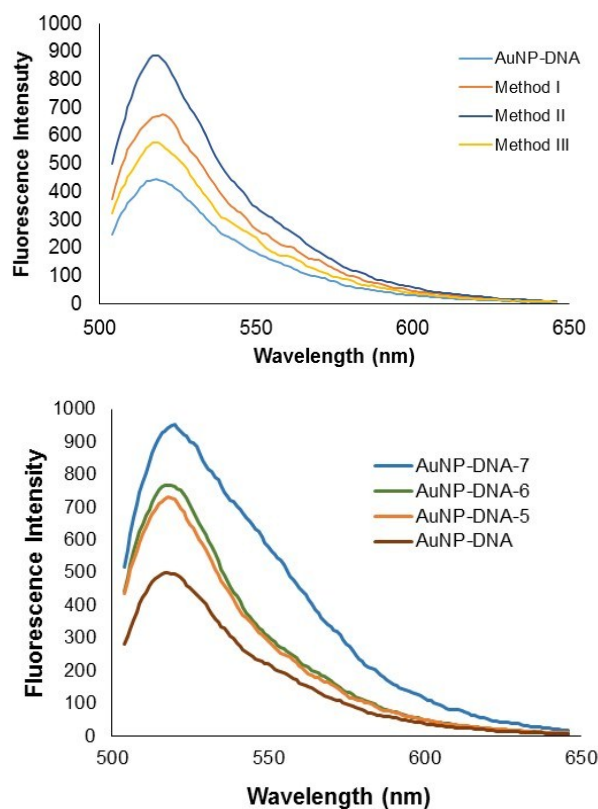 1000
900
800
700
600
500
400
300
200
100
0
Fluorescence Intensuty
AuNP-DNA
Method I
Method II
Method III
500 550 600 650
Wavelength (nm)
1000
900
800
700
600
500
400
300
200
100
0
Fluorescence Intensity
AuNP-DNA-7
AuNP-DNA-6
AuNP-DNA-5
AuNP-DNA
500 550 600 650
Wavelength (nm)